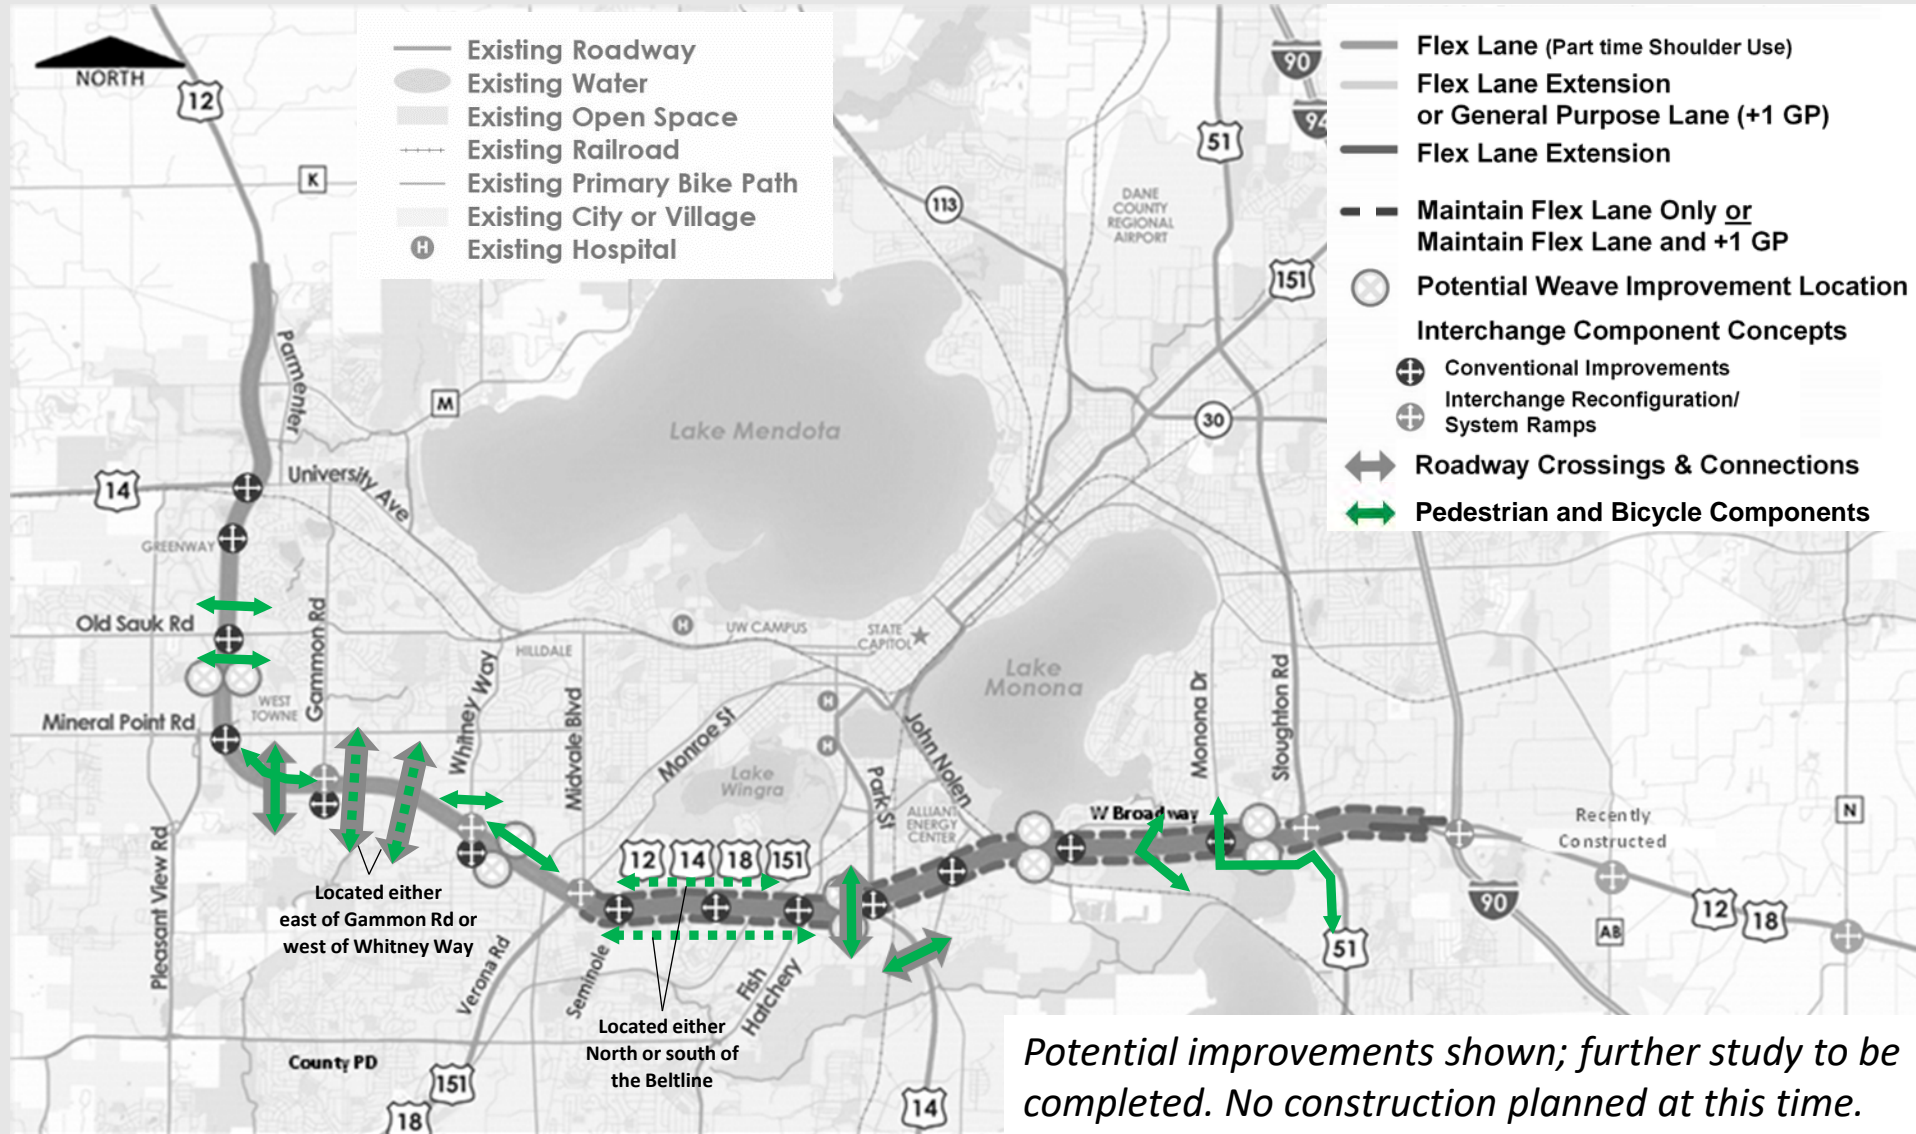 NORTH
Existing Roadway
Existing Water
Existing Open Space
Existing Railroad
Existing Primary Bike Path
Existing City or Village
H Existing Hospital
Flex Lane (Part time Shoulder Use)
Flex Lane Extension
or General Purpose Lane (+1 GP)
Flex Lane Extension
Maintain Flex Lane Only or
Maintain Flex Lane and +1 GP
Potential Weave Improvement Location
Interchange Component Concepts
Conventional Improvements
Interchange Reconfiguration/
System Ramps
Roadway Crossings & Connections
Pedestrian and Bicycle Components
12
K
90
94
51
113
DANE
COUNTY
REGIONAL
AIRPORT
151
Parmenter
M
Lake Mendota
30
14
University Ave
GREENWAY
Old Sauk Rd
Gammon Rd
H
UW CAMPUS
STATE
CAPITOL
HILLDALE
Whitney Way
Midvale Blvd
WEST
TOWNE
Mineral Point Rd
Monroe St
H
H
Lake
Monona
John Nolen
Monona Dr
Stoughton Rd
Lake
Wingra
Park St
ALLIANT
ENERGY
CENTER
W Broadway
Recently
Constructed
N
Pleasant View Rd
12
14
18
151
Located either
east of Gammon Rd or
west of Whitney Way
Verona Rd
Seminole
Fish
Hatchery
90
12
18
AB
51
Located either
North or south of
the Beltline
County PD
151
18
14
Potential improvements shown; further study to be
completed. No construction planned at this time.